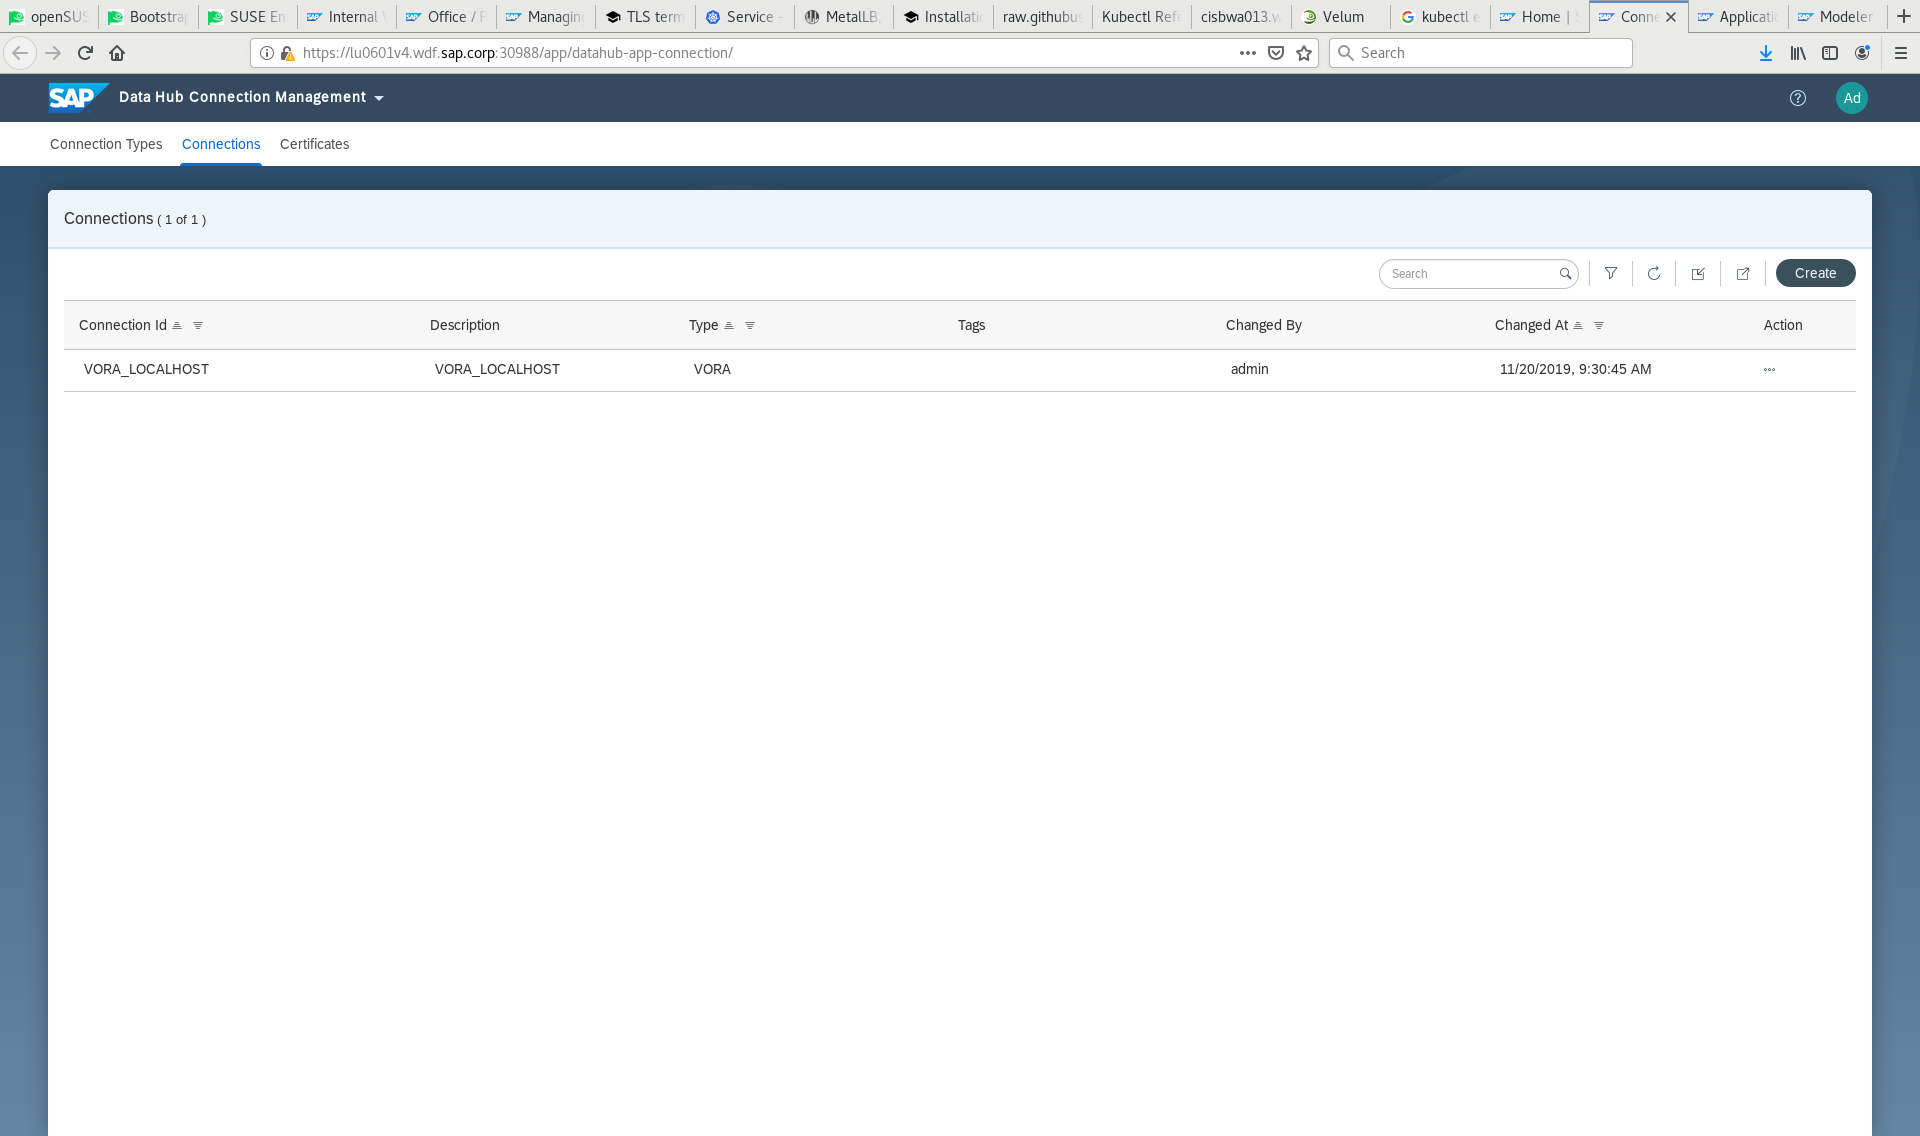 openSUS Bootstra SUSE En Internal Office / Managin TLS term Service - MetalLB, Installati raw.githubus Kubectl Ref cisbwa013.w Velum kubectl e Home | Conne Applicati Modeler
https://lu0601v4.wdf.sap.corp:30988/app/datahub-app-connection/ Search
SAP Data Hub Connection Management Ad
Connection Types Connections Certificates
Connections ( 1 of 1 )
Search Create
Connection Id Description Type Tags Changed By Changed At Action
VORA_LOCALHOST VORA_LOCALHOST VORA admin 11/20/2019, 9:30:45 AM